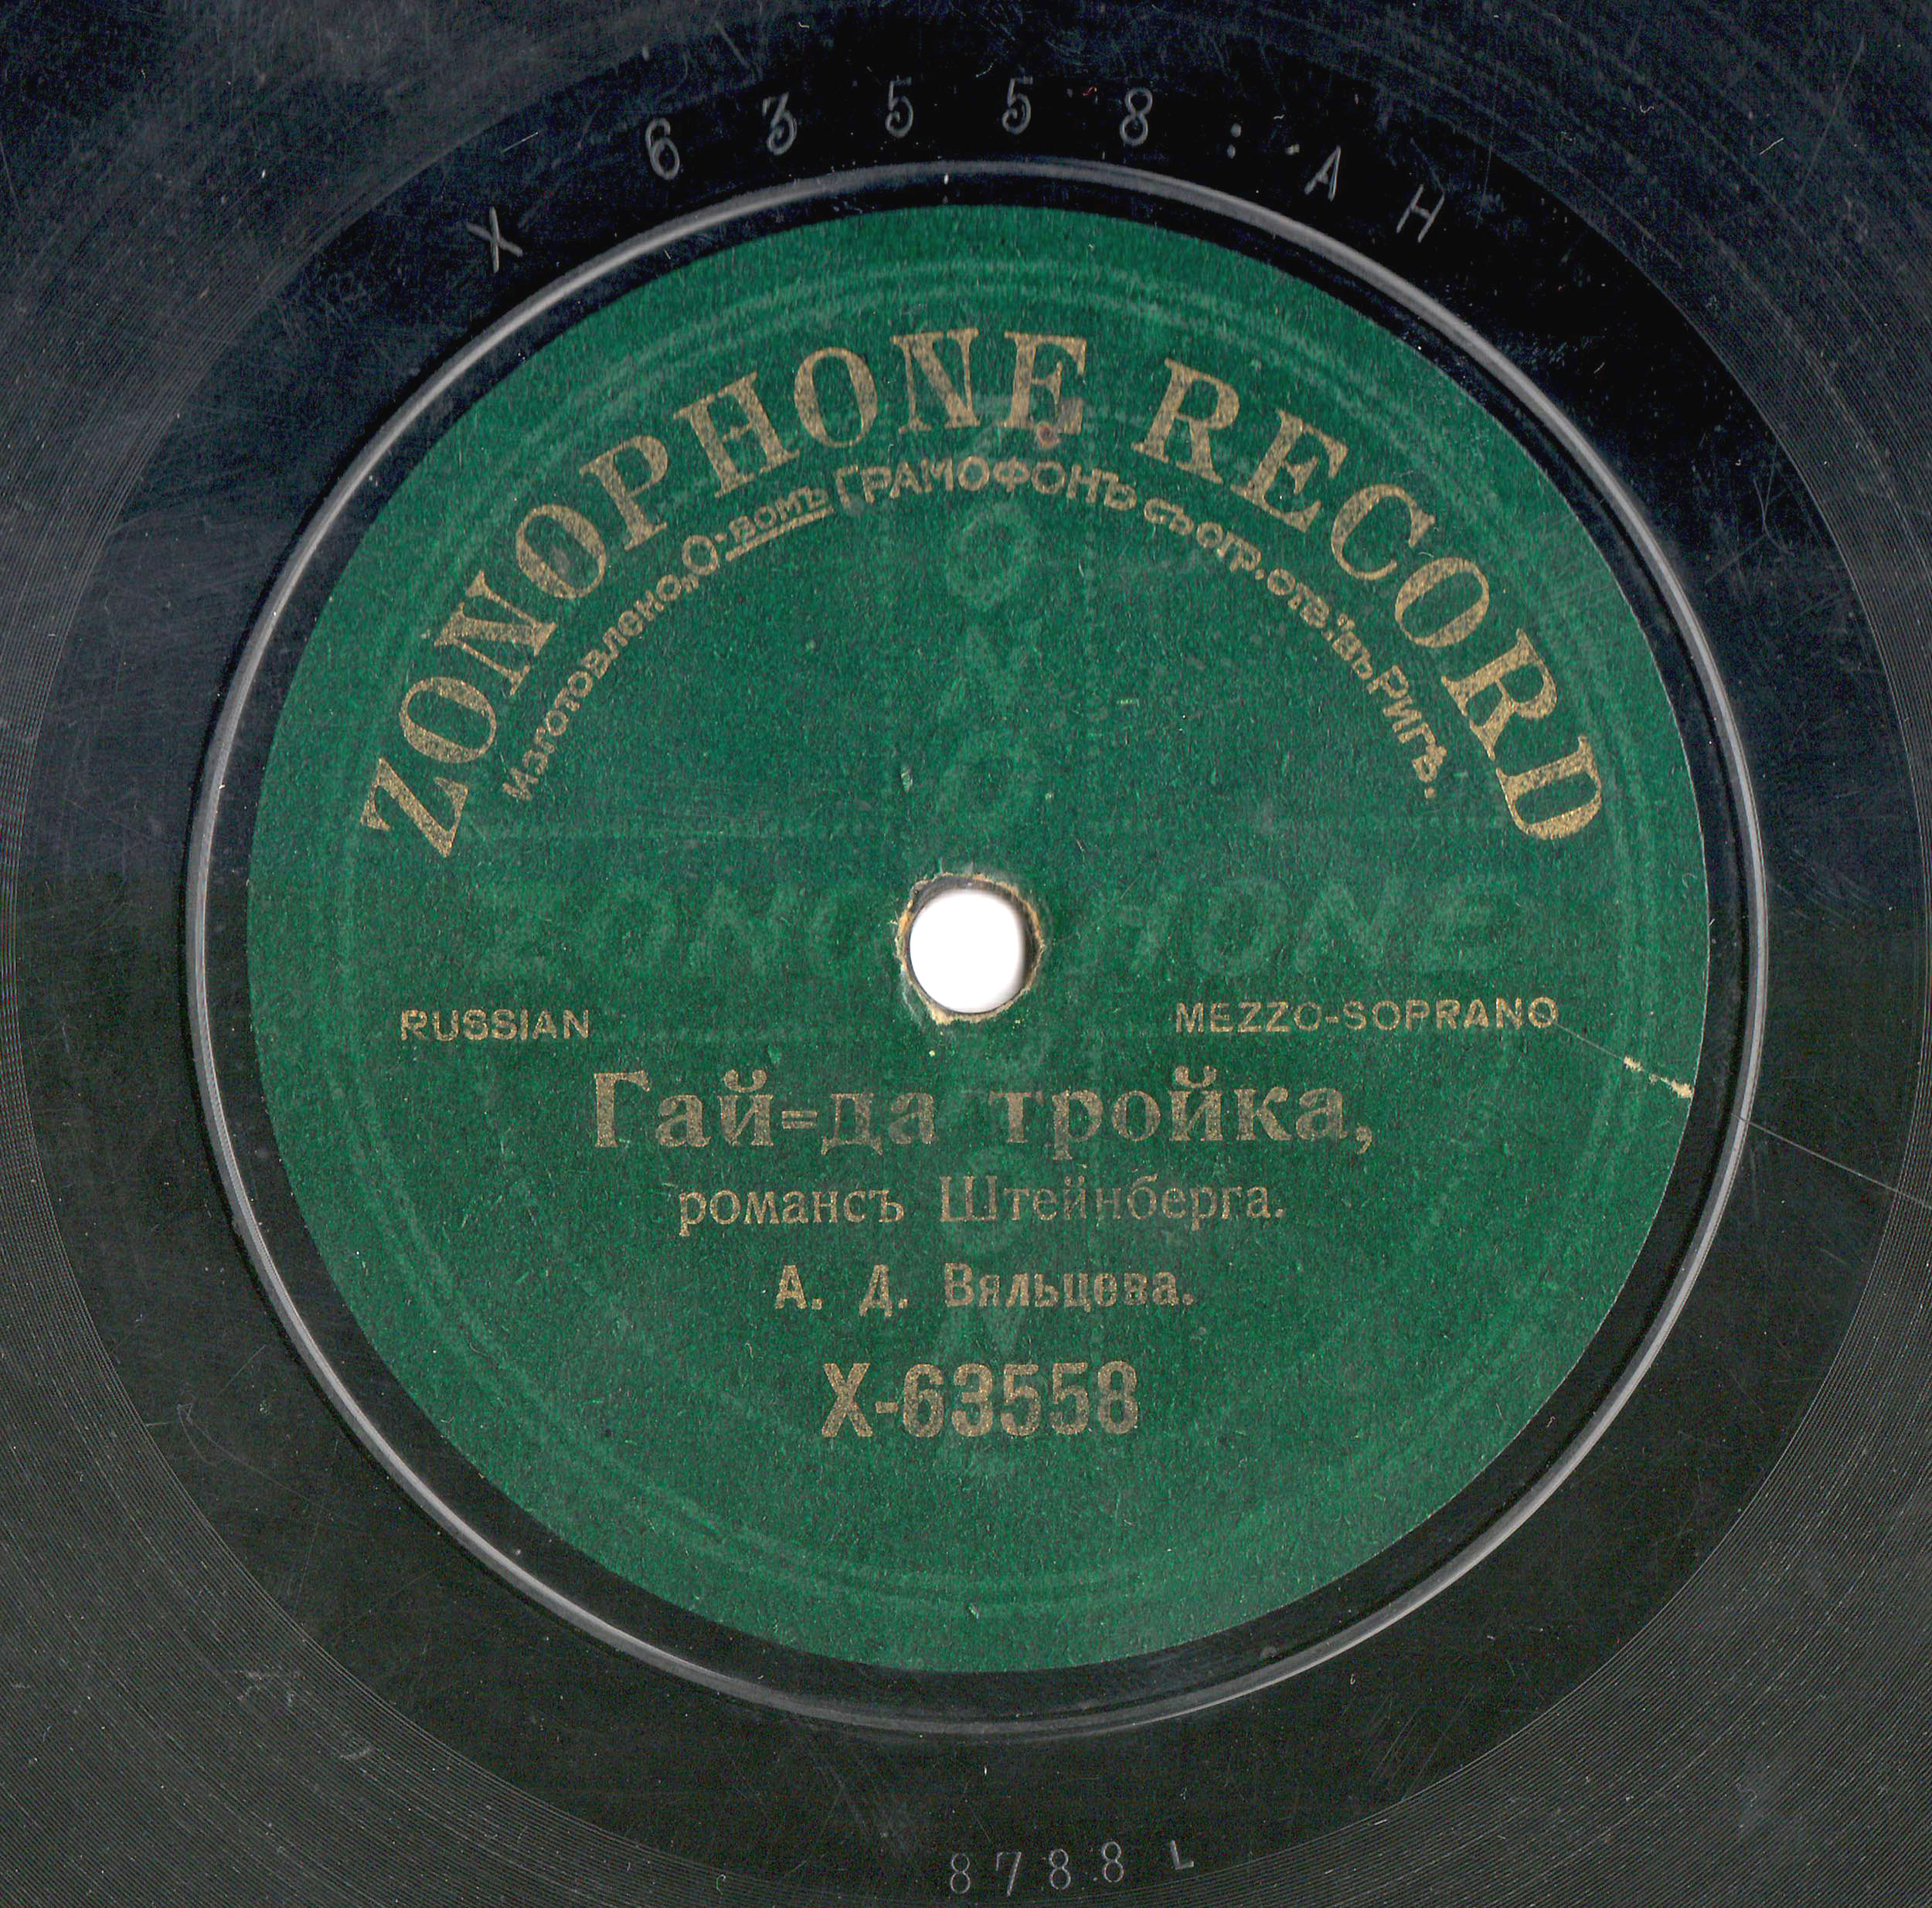 X 63558: AH
ZONOPHONE RECORD
Изготовлено „О-вомъ ГРАМОФОНЪ съ огр. отв.“ въ Ригѣ.
ZONOPHONE
RUSSIAN MEZZO-SOPRANO
Гай=да тройка,
романсъ Штейнберга.
А. Д. Вяльцева.
X-63558
8788 L